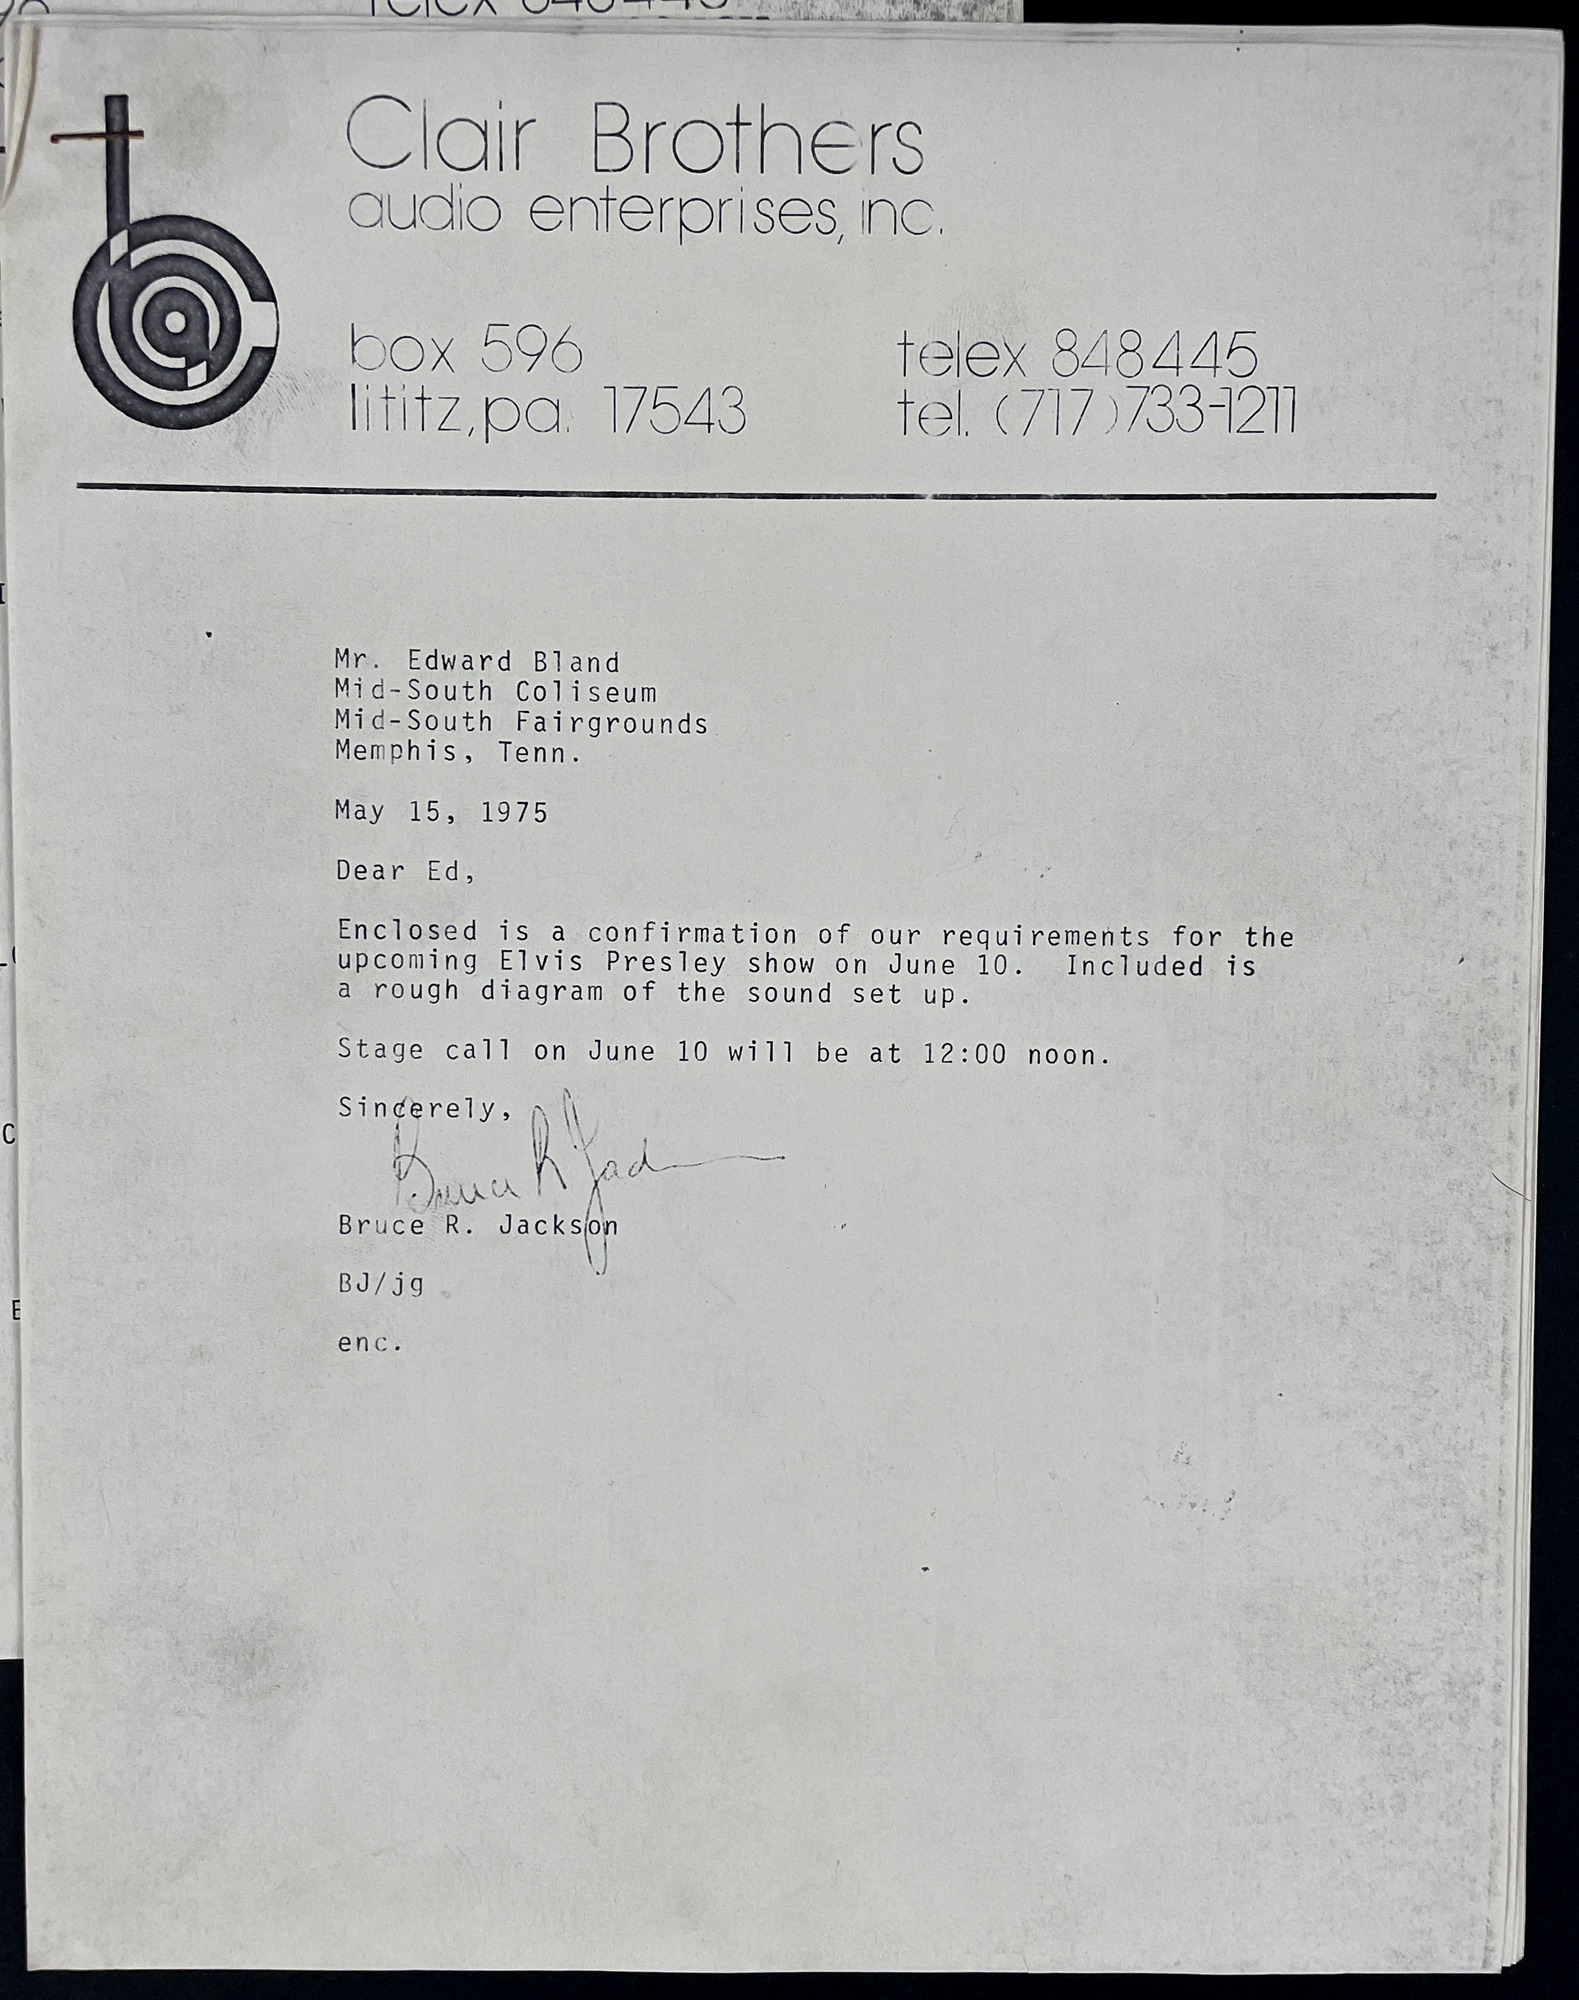 Clair Brothers
audio enterprises, inc.
box 596
lititz, pa. 17543
telex 848445
tel. (717) 733-1211
Mr. Edward Bland
Mid-South Coliseum
Mid-South Fairgrounds
Memphis, Tenn.
May 15, 1975
Dear Ed,
Enclosed is a confirmation of our requirements for the
upcoming Elvis Presley show on June 10.  Included is
a rough diagram of the sound set up.
Stage call on June 10 will be at 12:00 noon.
Sincerely,
Bruce R. Jackson
BJ/jg
enc.